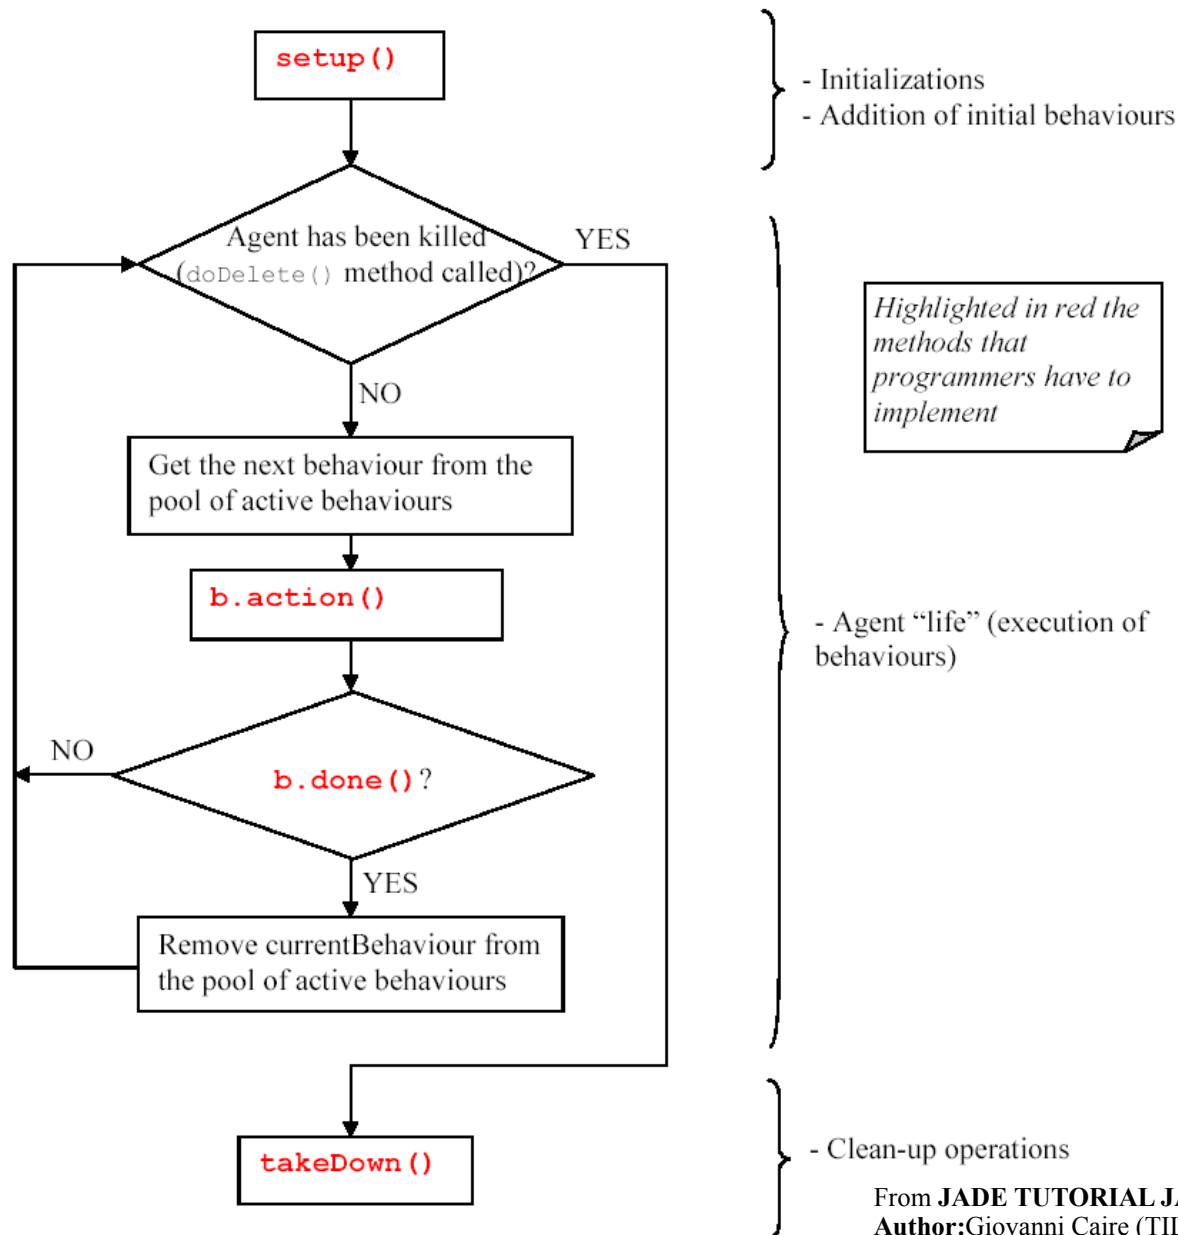 setup()
- Initializations
- Addition of initial behaviours
Agent has been killed
(doDelete() method called)?
YES
Highlighted in red the
methods that
programmers have to
implement
NO
Get the next behaviour from the
pool of active behaviours
b.action()
- Agent “life” (execution of
behaviours)
NO
b.done()?
YES
Remove currentBehaviour from
the pool of active behaviours
takeDown()
- Clean-up operations
From JADE TUTORIAL
Author:Giovanni Caire